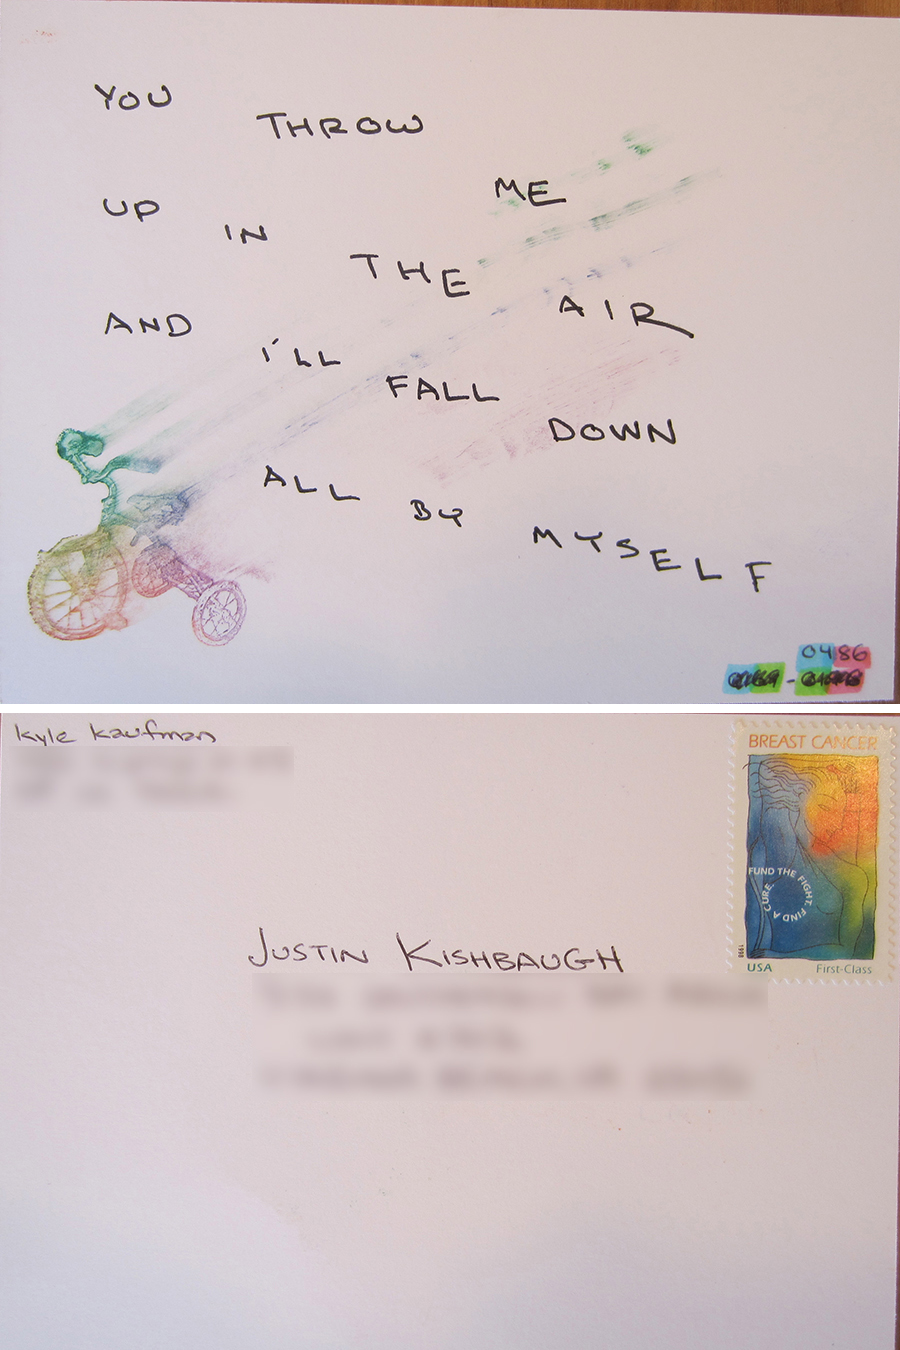 YOU THROW ME
UP IN THE AIR
AND I'LL FALL DOWN
ALL BY MYSELF
0486
Kyle Kaufman
BREAST CANCER
FUND THE FIGHT. FIND A CURE.
1998
USA First-Class
JUSTIN KISHBAUGH